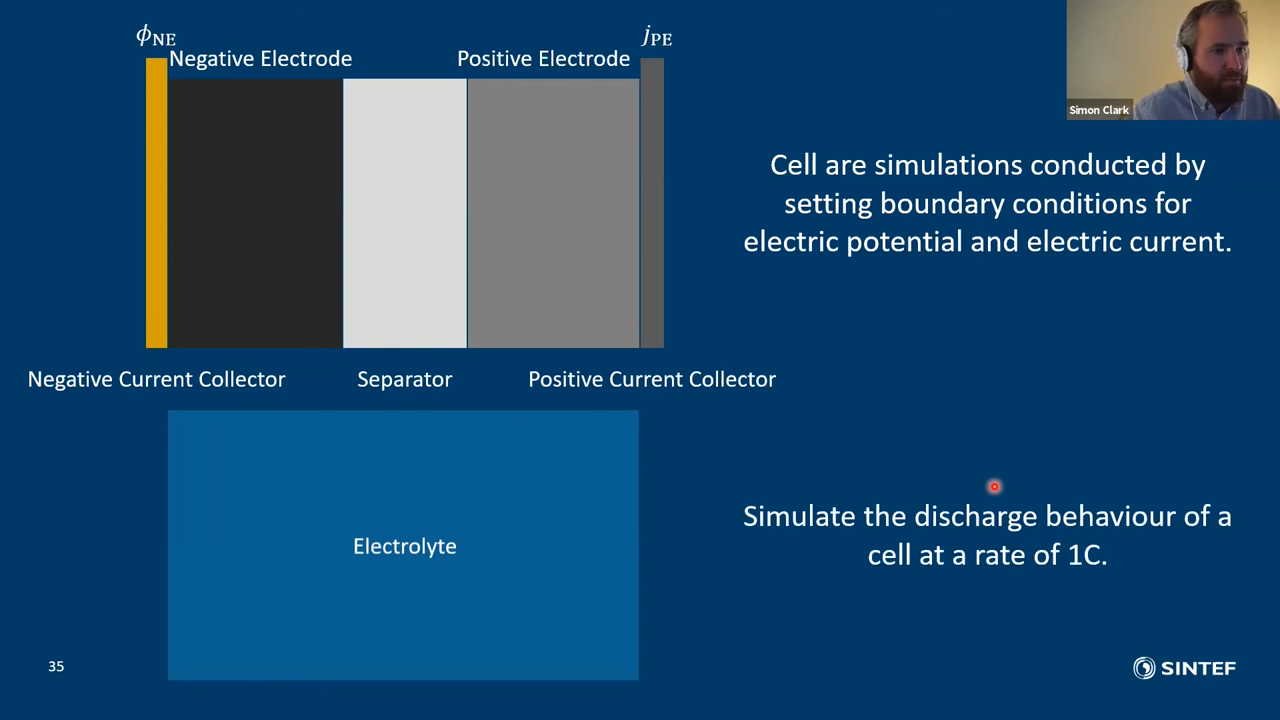 ϕNE
jPE
Negative Electrode
Positive Electrode
Simon Clark
Cell are simulations conducted by
setting boundary conditions for
electric potential and electric current.
Negative Current Collector
Separator
Positive Current Collector
Electrolyte
Simulate the discharge behaviour of a
cell at a rate of 1C.
35
SINTEF